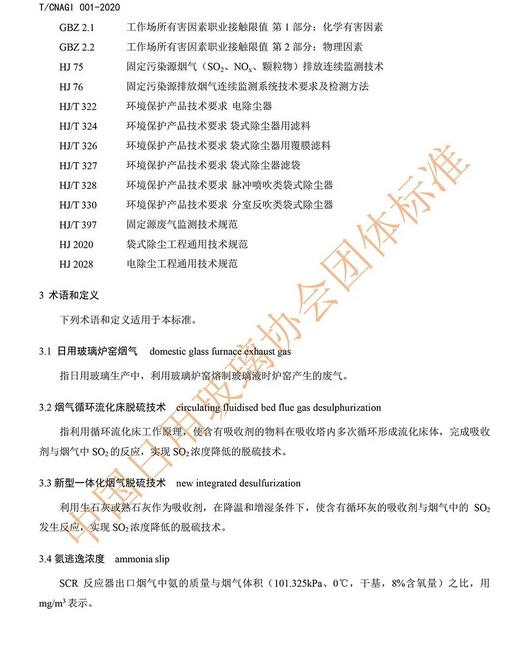 T/CNAGI 001-2020
GBZ 2.1 工作场所有害因素职业接触限值 第 1 部分：化学有害因素
GBZ 2.2 工作场所有害因素职业接触限值 第 2 部分：物理因素
HJ 75 固定污染源烟气（SO₂、NOₓ、颗粒物）排放连续监测技术
HJ 76 固定污染源排放烟气连续监测系统技术要求及检测方法
HJ/T 322 环境保护产品技术要求 电除尘器
HJ/T 324 环境保护产品技术要求 袋式除尘器用滤料
HJ/T 326 环境保护产品技术要求 袋式除尘器用覆膜滤料
HJ/T 327 环境保护产品技术要求 袋式除尘器滤袋
HJ/T 328 环境保护产品技术要求 脉冲喷吹类袋式除尘器
HJ/T 330 环境保护产品技术要求 分室反吹类袋式除尘器
HJ/T 397 固定源废气监测技术规范
HJ 2020 袋式除尘工程通用技术规范
HJ 2028 电除尘工程通用技术规范
3 术语和定义
下列术语和定义适用于本标准。
3.1 日用玻璃炉窑烟气 domestic glass furnace exhaust gas
指日用玻璃生产中，利用玻璃炉窑熔制玻璃液时炉窑产生的废气。
3.2 烟气循环流化床脱硫技术 circulating fluidised bed flue gas desulphurization
指利用循环流化床工作原理，使含有吸收剂的物料在吸收塔内多次循环形成流化床体，完成吸收
剂与烟气中 SO₂ 的反应，实现 SO₂ 浓度降低的脱硫技术。
3.3 新型一体化烟气脱硫技术 new integrated desulfurization
利用生石灰或熟石灰作为吸收剂，在降温和增湿条件下，使含有循环灰的吸收剂与烟气中的 SO₂
发生反应，实现 SO₂ 浓度降低的脱硫技术。
3.4 氨逃逸浓度 ammonia slip
SCR 反应器出口烟气中氨的质量与烟气体积（101.325kPa、0℃，干基，8%含氧量）之比，用
mg/m³ 表示。
中国日用玻璃协会团体标准